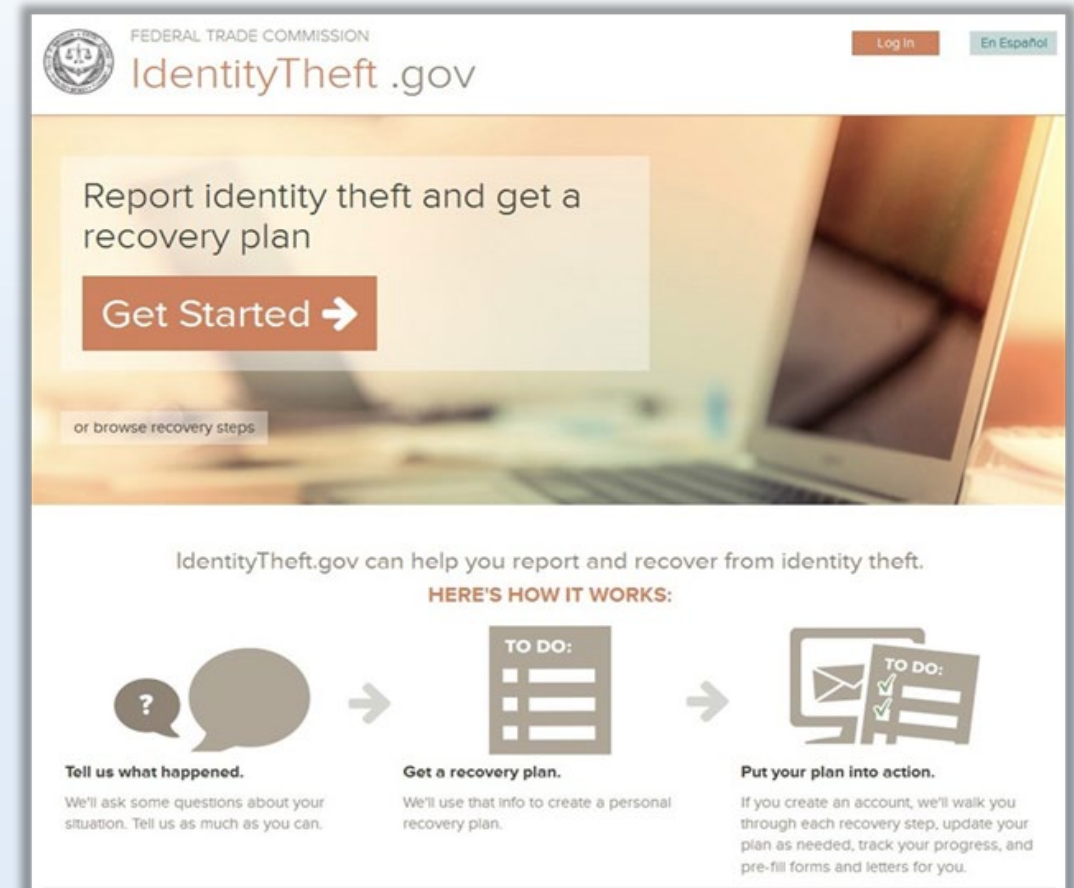 FEDERAL TRADE COMMISSION
IdentityTheft .gov
Log In
En Español
Report identity theft and get a
recovery plan
Get Started
or browse recovery steps
IdentityTheft.gov can help you report and recover from identity theft.
HERE'S HOW IT WORKS:
?
TO DO:
TO DO:
Tell us what happened.
We'll ask some questions about your
situation. Tell us as much as you can.
Get a recovery plan.
We'll use that info to create a personal
recovery plan.
Put your plan into action.
If you create an account, we'll walk you
through each recovery step, update your
plan as needed, track your progress, and
pre-fill forms and letters for you.